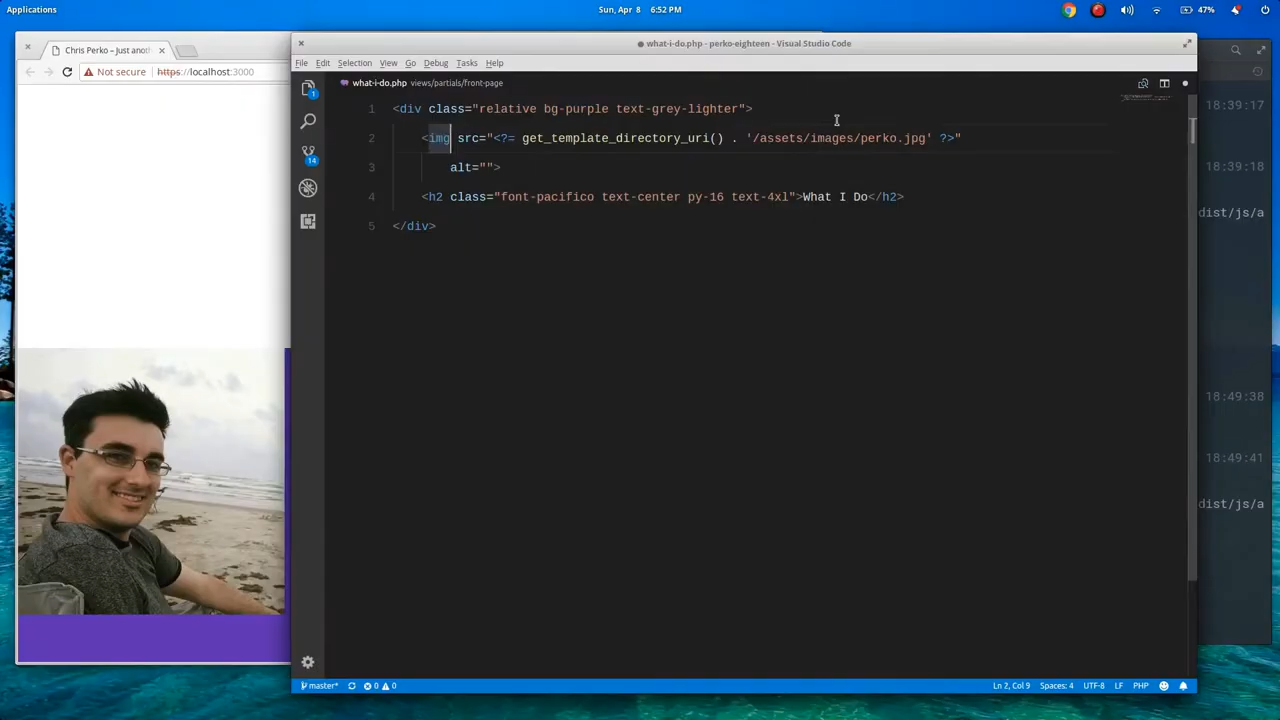 Applications
Sun, Apr 8 6:52 PM
47%
Chris Perko – Just anoth
Not secure https://localhost:3000
what-i-do.php - perko-eighteen - Visual Studio Code
File Edit Selection View Go Debug Tasks Help
what-i-do.php views/partials/front-page
1 <div class="relative bg-purple text-grey-lighter">
2 <img src="<?= get_template_directory_uri() . '/assets/images/perko.jpg' ?>"
3 alt="">
4 <h2 class="font-pacifico text-center py-16 text-4xl">What I Do</h2>
5 </div>
1
14
18:39:17
18:39:18
dist/js/a
18:49:38
18:49:41
dist/js/a
master* 0 0 Ln 2, Col 9 Spaces: 4 UTF-8 LF PHP